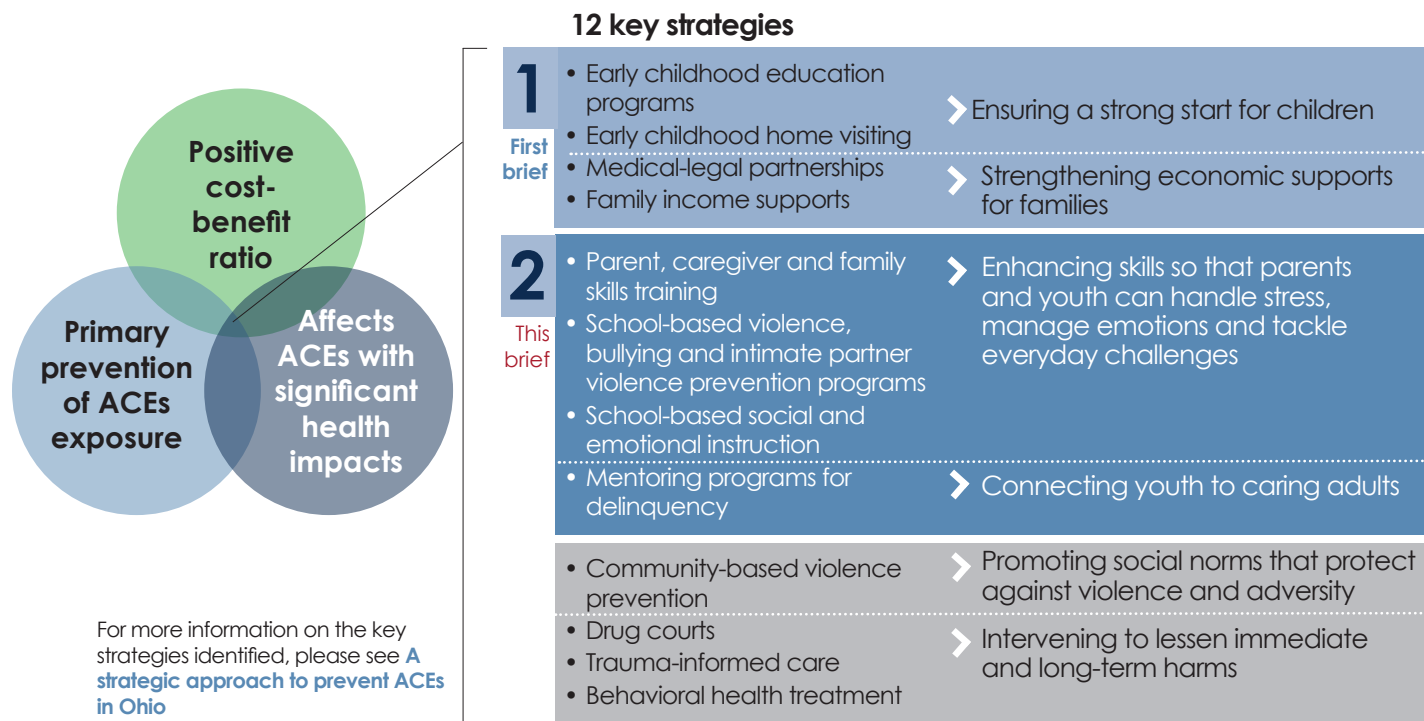 12 key strategies
Positive
cost-
benefit
ratio
Primary
prevention
of ACEs
exposure
Affects
ACEs with
significant
health
impacts
For more information on the key
strategies identified, please see A
strategic approach to prevent ACEs
in Ohio
1
First
brief
• Early childhood education
programs
• Early childhood home visiting
Ensuring a strong start for children
• Medical-legal partnerships
• Family income supports
Strengthening economic supports
for families
2
This
brief
• Parent, caregiver and family
skills training
• School-based violence,
bullying and intimate partner
violence prevention programs
• School-based social and
emotional instruction
Enhancing skills so that parents
and youth can handle stress,
manage emotions and tackle
everyday challenges
• Mentoring programs for
delinquency
Connecting youth to caring adults
• Community-based violence
prevention
Promoting social norms that protect
against violence and adversity
• Drug courts
• Trauma-informed care
• Behavioral health treatment
Intervening to lessen immediate
and long-term harms